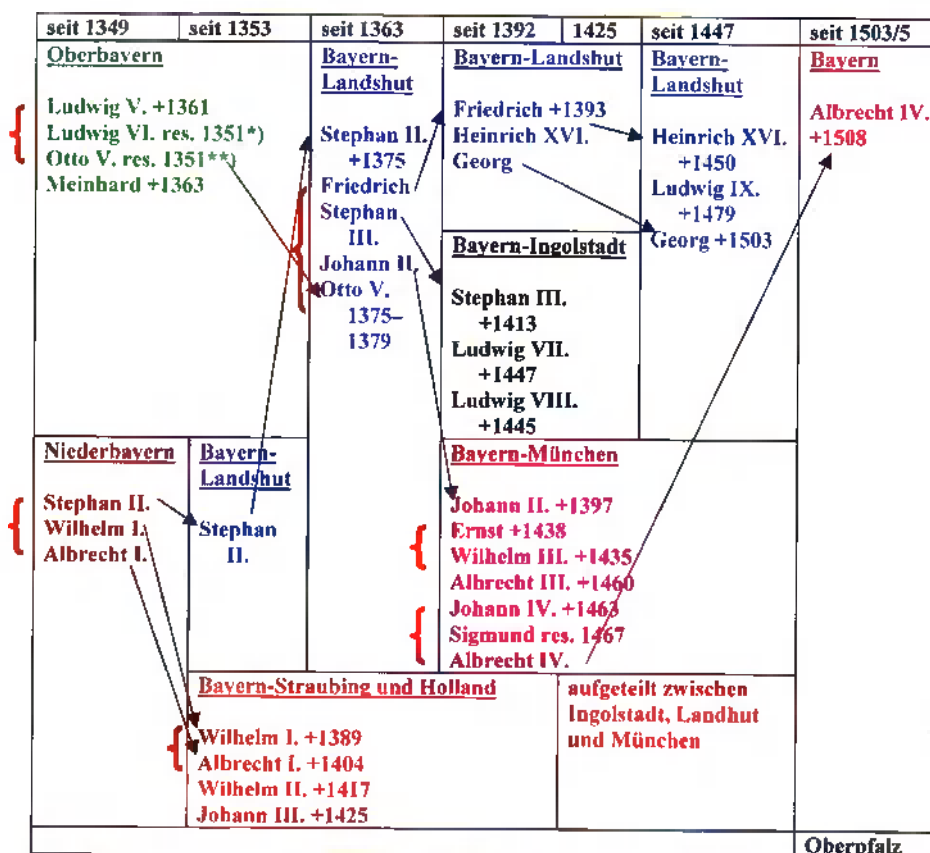 seit 1349 seit 1353 seit 1363 seit 1392 1425 seit 1447 seit 1503/5
Oberbayern
Ludwig V. +1361
Ludwig VI. res. 1351*)
Otto V. res. 1351**)
Meinhard +1363
Bayern-
Landshut
Stephan II.
+1375
Friedrich
Stephan
III.
Johann II.
Otto V.
1375–
1379
Bayern-Landshut
Friedrich +1393
Heinrich XVI.
Georg
Bayern-
Landshut
Heinrich XVI.
+1450
Ludwig IX.
+1479
Georg +1503
Bayern
Albrecht IV.
+1508
Bayern-Ingolstadt
Stephan III.
+1413
Ludwig VII.
+1447
Ludwig VIII.
+1445
Niederbayern
Stephan II.
Wilhelm I.
Albrecht I.
Bayern-
Landshut
Stephan
II.
Bayern-München
Johann II. +1397
Ernst +1438
Wilhelm III. +1435
Albrecht III. +1460
Johann IV. +1463
Sigmund res. 1467
Albrecht IV.
Bayern-Straubing und Holland
Wilhelm I. +1389
Albrecht I. +1404
Wilhelm II. +1417
Johann III. +1425
aufgeteilt zwischen
Ingolstadt, Landhut
und München
Oberpfalz